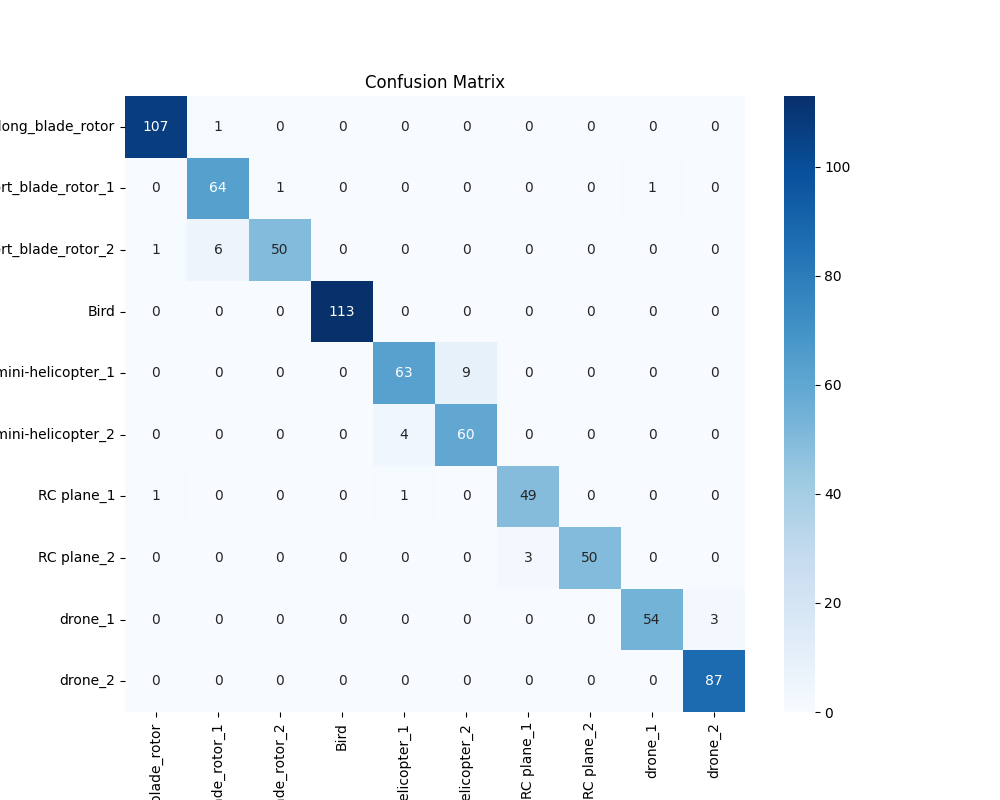 Confusion Matrix
long_blade_rotor 107 1 0 0 0 0 0 0 0 0
rt_blade_rotor_1 0 64 1 0 0 0 0 0 1 0
rt_blade_rotor_2 1 6 50 0 0 0 0 0 0 0
Bird 0 0 0 113 0 0 0 0 0 0
mini-helicopter_1 0 0 0 0 63 9 0 0 0 0
mini-helicopter_2 0 0 0 0 4 60 0 0 0 0
RC plane_1 1 0 0 0 1 0 49 0 0 0
RC plane_2 0 0 0 0 0 0 3 50 0 0
drone_1 0 0 0 0 0 0 0 0 54 3
drone_2 0 0 0 0 0 0 0 0 0 87
blade_rotor
de_rotor_1
de_rotor_2
Bird
elicopter_1
elicopter_2
RC plane_1
RC plane_2
drone_1
drone_2
100
80
60
40
20
0